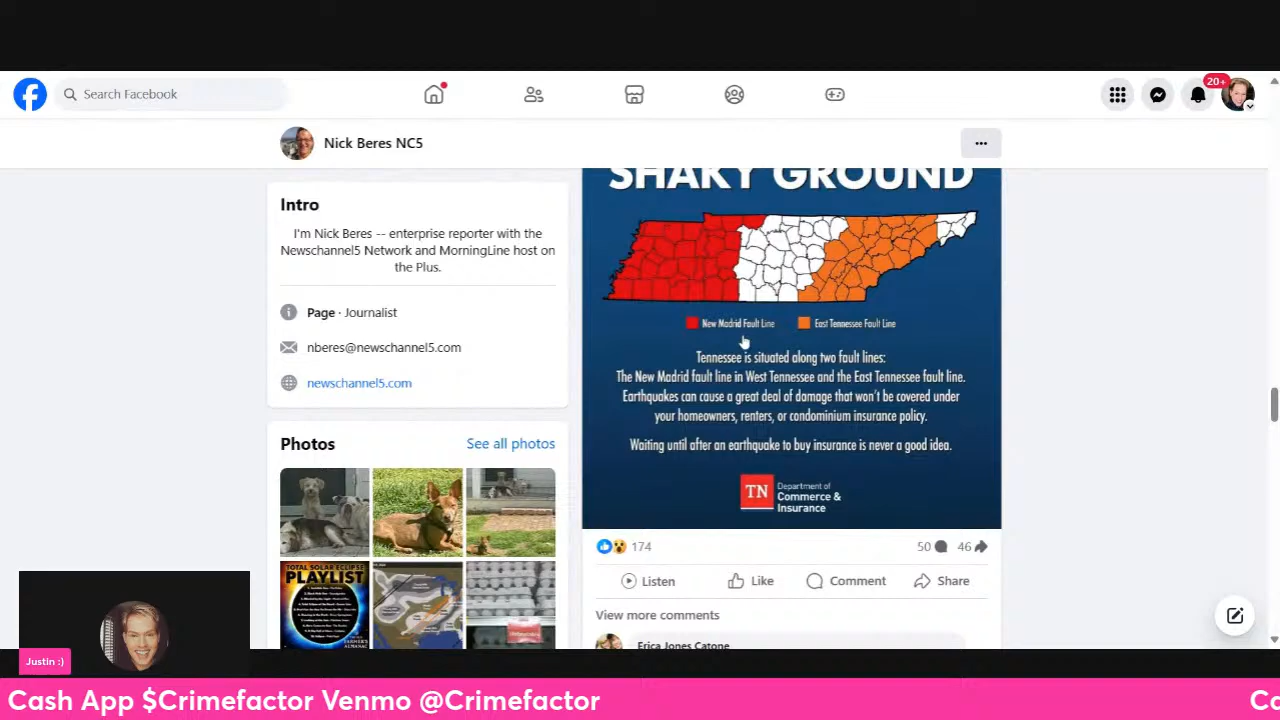 Search Facebook
20+
Nick Beres NC5
Intro
I'm Nick Beres -- enterprise reporter with the
Newschannel5 Network and MorningLine host on
the Plus.
Page · Journalist
nberes@newschannel5.com
newschannel5.com
Photos
See all photos
TOTAL SOLAR ECLIPSE
PLAYLIST
SHAKY GROUND
New Madrid Fault Line
East Tennessee Fault Line
Tennessee is situated along two fault lines:
The New Madrid fault line in West Tennessee and the East Tennessee fault line.
Earthquakes can cause a great deal of damage that won't be covered under
your homeowners, renters, or condominium insurance policy.
Waiting until after an earthquake to buy insurance is never a good idea.
TN
Department of
Commerce &
Insurance
174
50
46
Listen
Like
Comment
Share
View more comments
Erica Jones Catone
Justin :)
Cash App $Crimefactor Venmo @Crimefactor
Ca